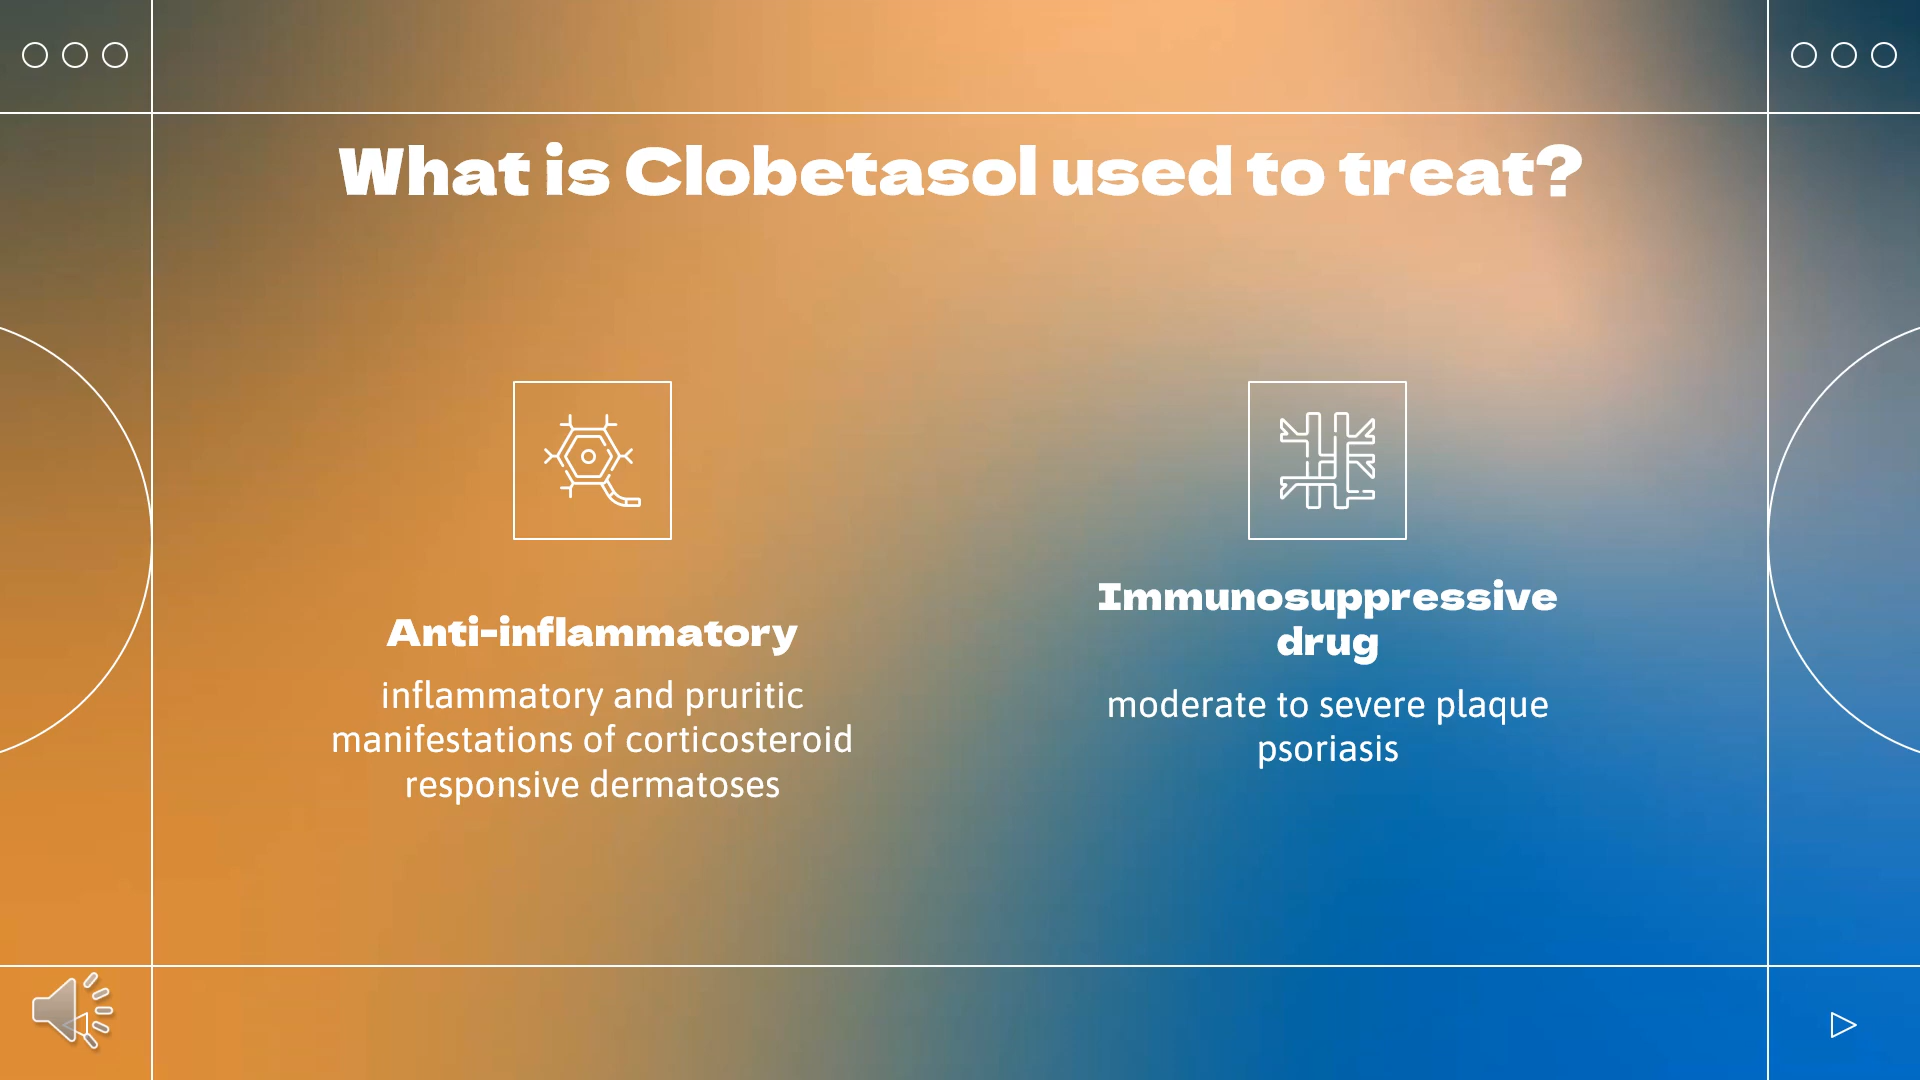 What is Clobetasol used to treat?
Anti-inflammatory
inflammatory and pruritic
manifestations of corticosteroid
responsive dermatoses
Immunosuppressive
drug
moderate to severe plaque
psoriasis